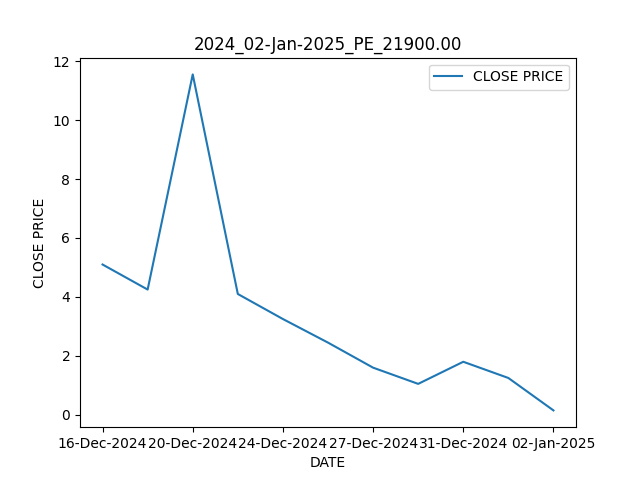 2024_02-Jan-2025_PE_21900.00
CLOSE PRICE
12
10
8
6
4
2
0
CLOSE PRICE
16-Dec-2024 20-Dec-2024 24-Dec-2024 27-Dec-2024 31-Dec-2024 02-Jan-2025
DATE